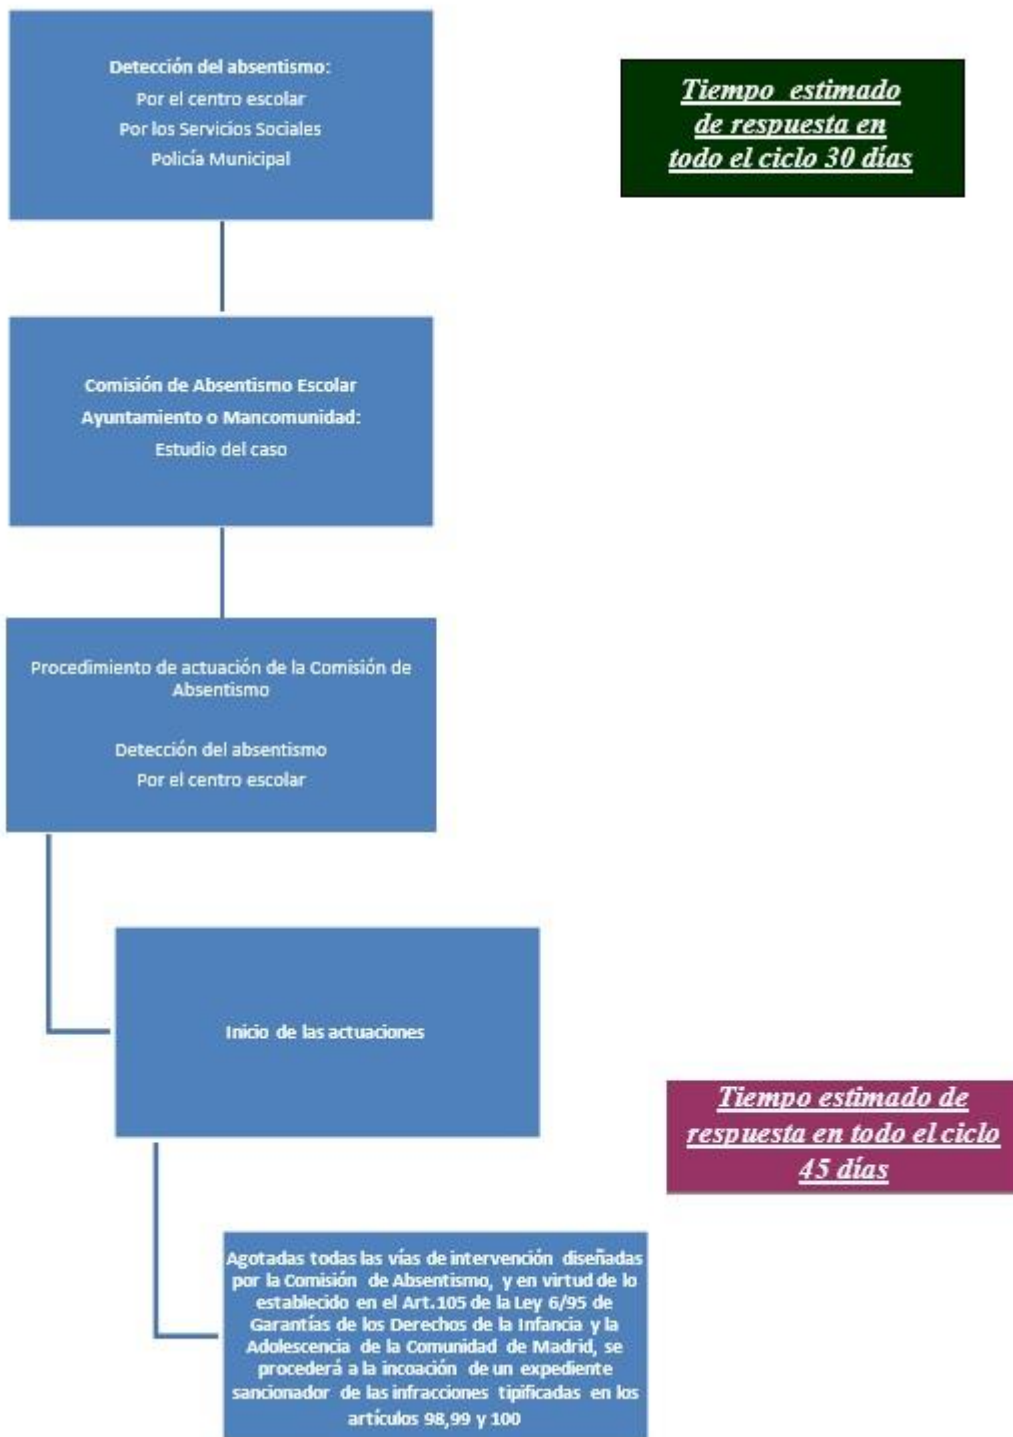 Detección del absentismo:
Por el centro escolar
Por los Servicios Sociales
Policía Municipal
Tiempo estimado
de respuesta en
todo el ciclo 30 días
Comisión de Absentismo Escolar
Ayuntamiento o Mancomunidad:
Estudio del caso
Procedimiento de actuación de la Comisión de
Absentismo
Detección del absentismo
Por el centro escolar
Inicio de las actuaciones
Tiempo estimado de
respuesta en todo el ciclo
45 días
Agotadas todas las vías de intervención diseñadas
por la Comisión de Absentismo, y en virtud de lo
establecido en el Art.105 de la Ley 6/95 de
Garantías de los Derechos de la Infancia y la
Adolescencia de la Comunidad de Madrid, se
procederá a la incoación de un expediente
sancionador de las infracciones tipificadas en los
artículos 98,99 y 100